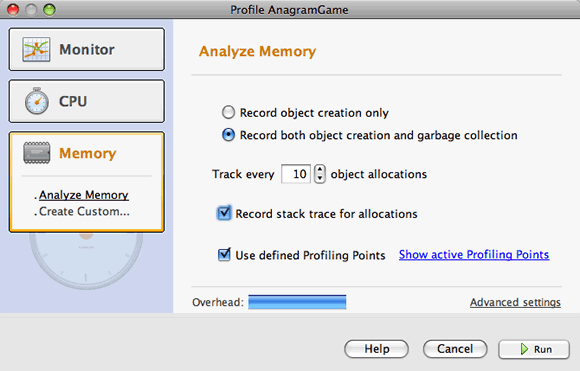 Profile AnagramGame
Monitor
CPU
Memory
. Analyze Memory
. Create Custom...
Analyze Memory
Record object creation only
Record both object creation and garbage collection
Track every 10 object allocations
Record stack trace for allocations
Use defined Profiling Points Show active Profiling Points
Overhead: Advanced settings
Help Cancel Run